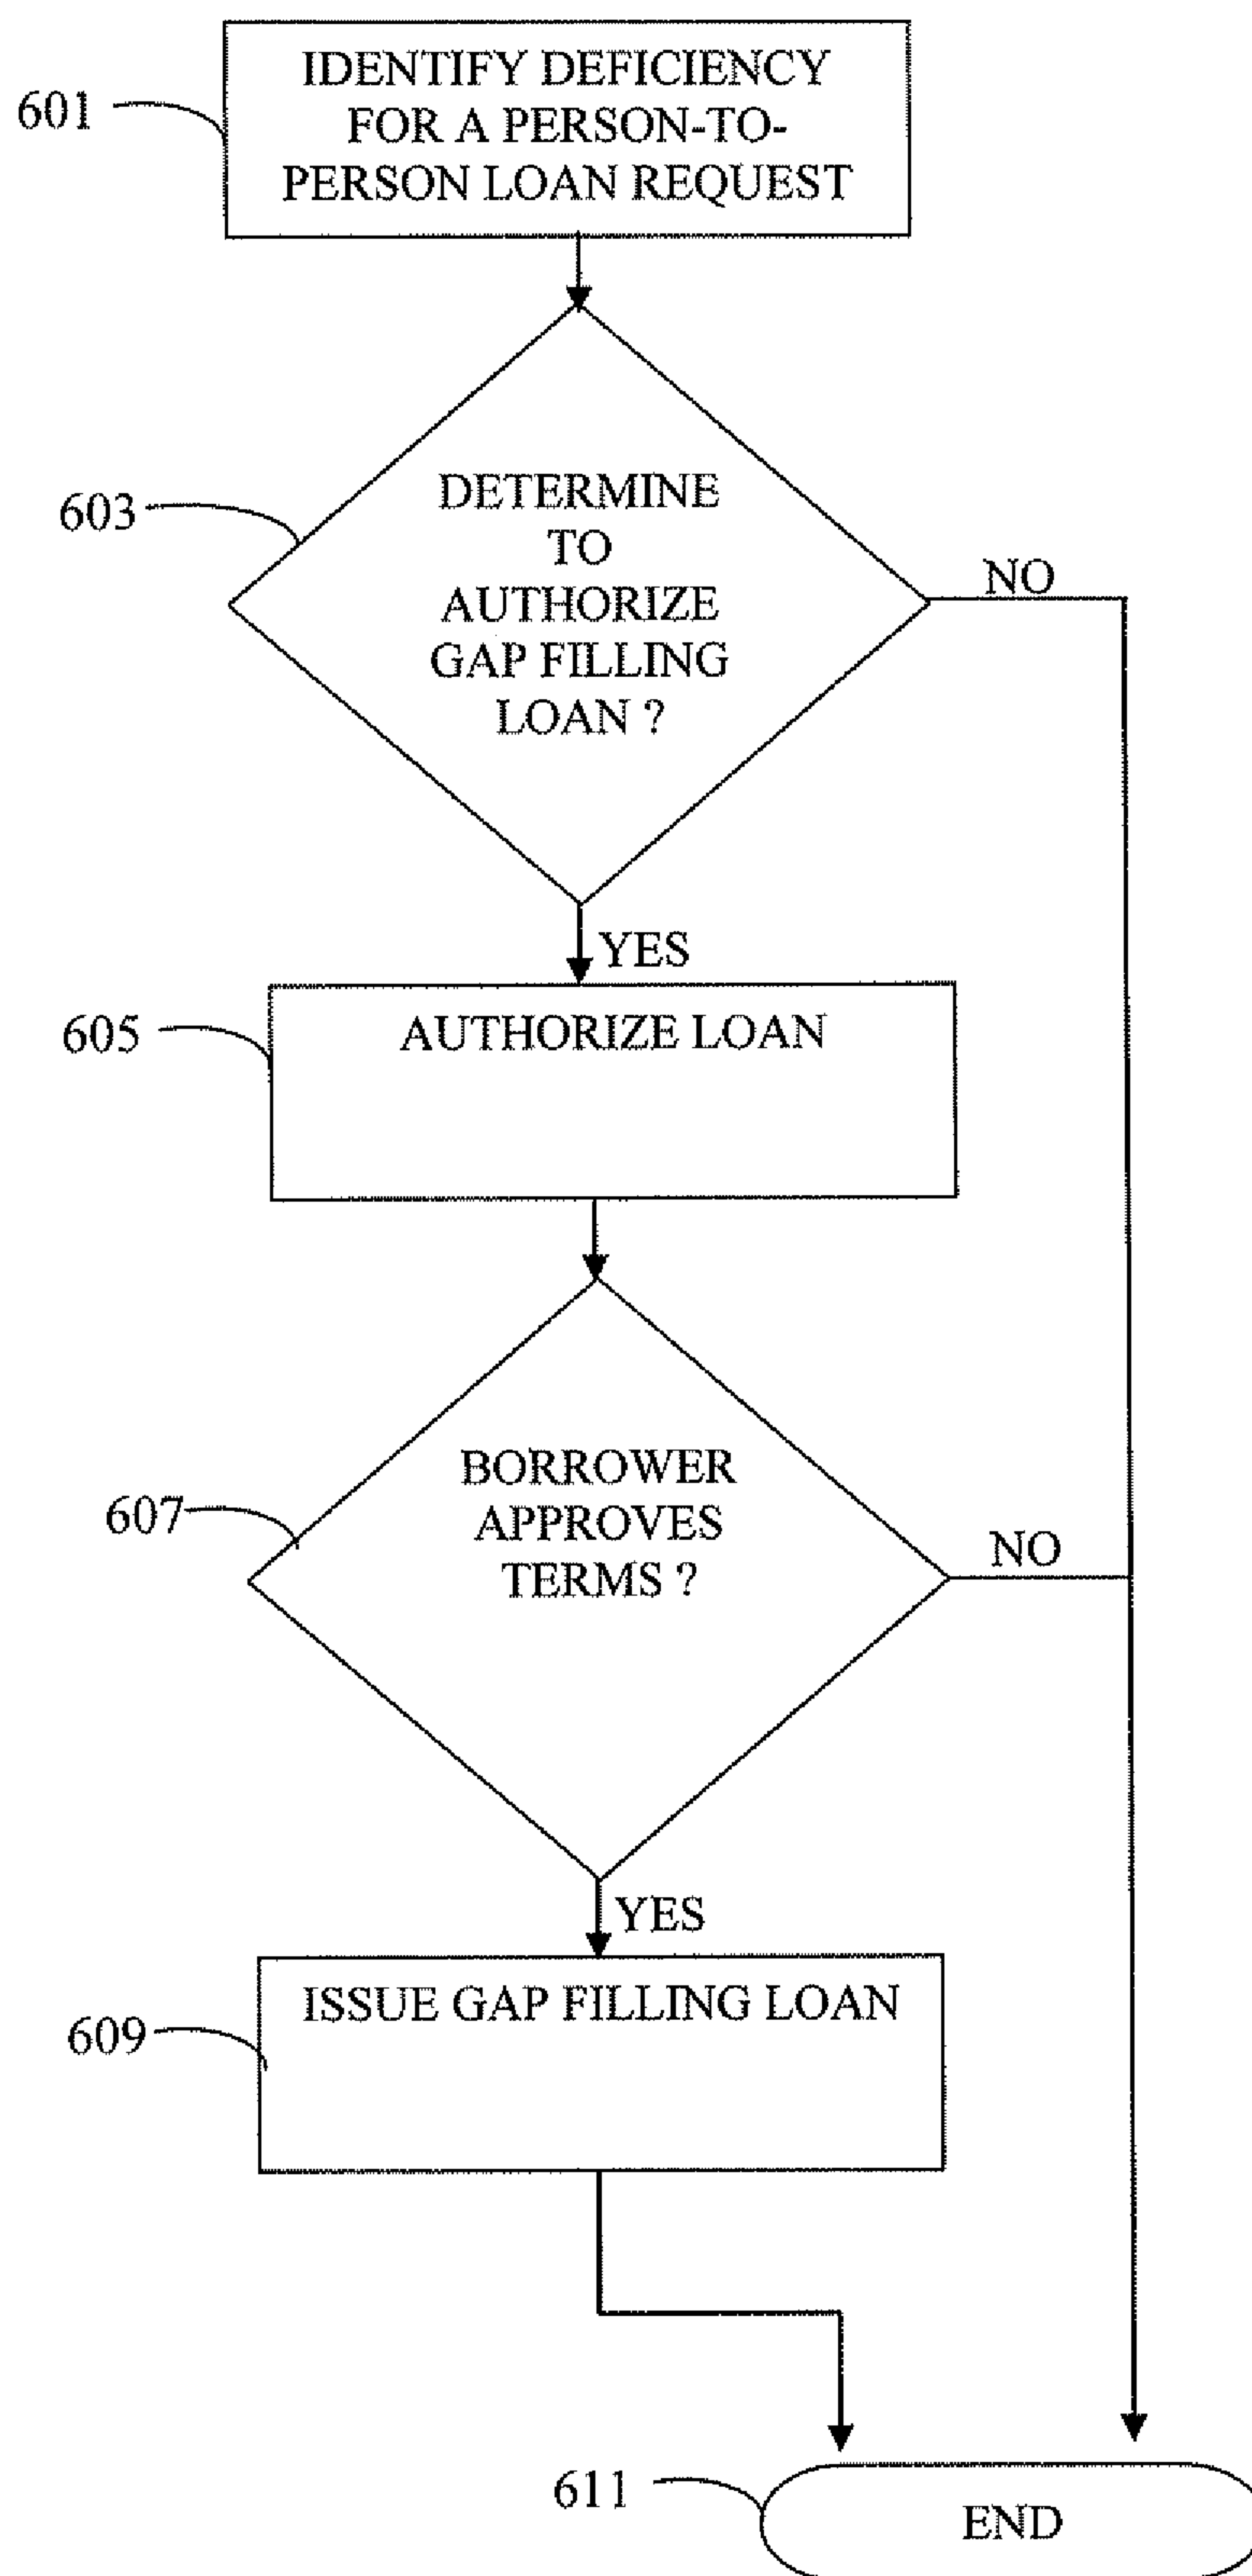 IDENTIFY DEFICIENCY
FOR A PERSON-TO-
PERSON LOAN REQUEST
601
DETERMINE
TO
AUTHORIZE
GAP FILLING
LOAN ?
603
NO
YES
AUTHORIZE LOAN
605
BORROWER
APPROVES
TERMS ?
607
NO
YES
ISSUE GAP FILLING LOAN
609
611
END